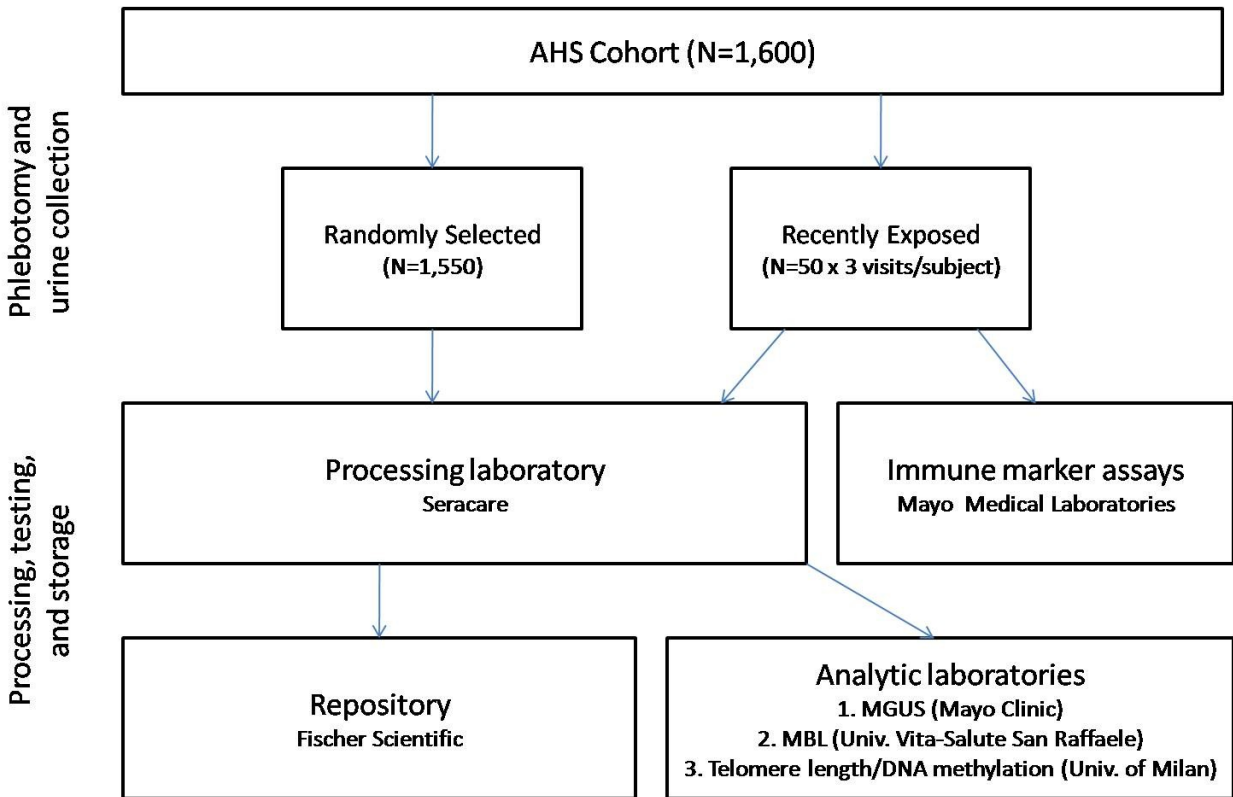 AHS Cohort (N=1,600)
Phlebotomy and
urine collection
Randomly Selected
(N=1,550)
Recently Exposed
(N=50 x 3 visits/subject)
Processing, testing,
and storage
Processing laboratory
Seracare
Immune marker assays
Mayo Medical Laboratories
Repository
Fischer Scientific
Analytic laboratories
1. MGUS (Mayo Clinic)
2. MBL (Univ. Vita-Salute San Raffaele)
3. Telomere length/DNA methylation (Univ. of Milan)